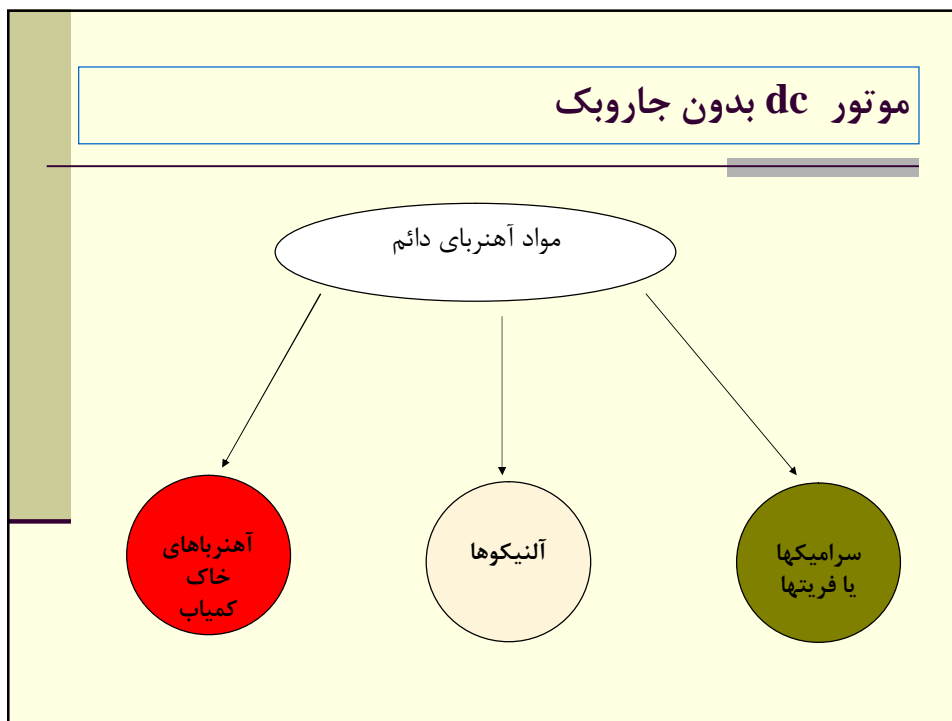 موتور dc بدون جاروبک
مواد آهنربای دائم
سرامیکها
یا فریتها
آلنیکوها
آهنرباهای
خاک
کمیاب